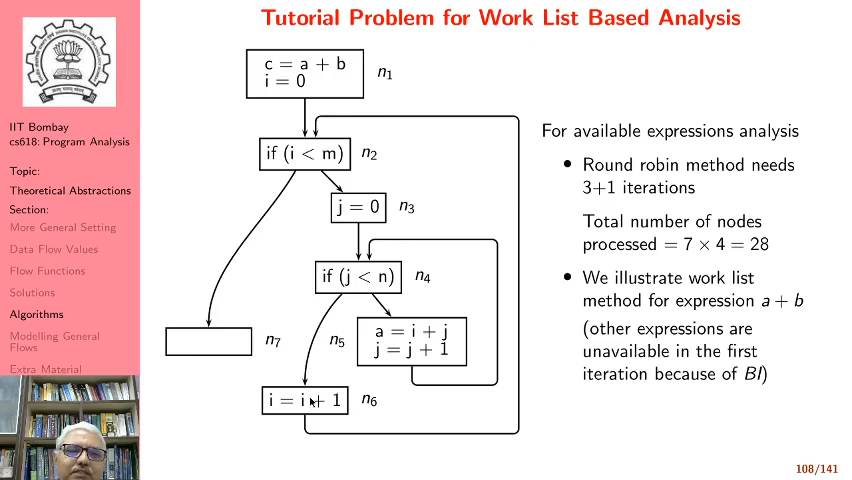 Tutorial Problem for Work List Based Analysis
IIT Bombay
cs618: Program Analysis
Topic:
Theoretical Abstractions
Section:
More General Setting
Data Flow Values
Flow Functions
Solutions
Algorithms
Modelling General
Flows
Extra Material
c = a + b
i = 0
n1
if (i < m)
n2
j = 0
n3
if (j < n)
n4
a = i + j
j = j + 1
n5
i = i + 1
n6
n7
For available expressions analysis
• Round robin method needs
3+1 iterations
Total number of nodes
processed = 7 × 4 = 28
• We illustrate work list
method for expression a + b
(other expressions are
unavailable in the first
iteration because of BI)
108/141